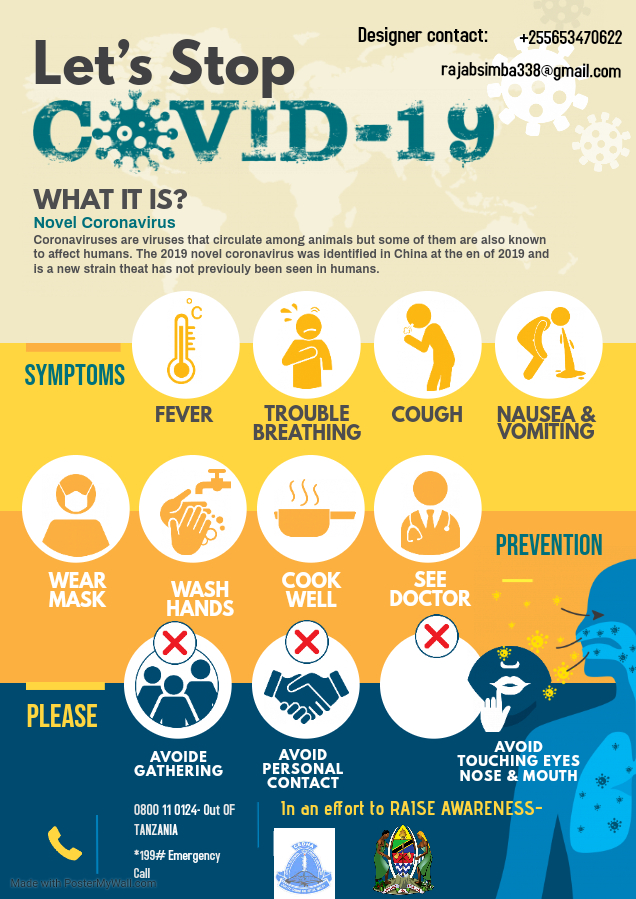 Designer contact: +255653470622
rajabsimba338@gmail.com
Let's Stop
COVID-19
WHAT IT IS?
Novel Coronavirus
Coronaviruses are viruses that circulate among animals but some of them are also known
to affect humans. The 2019 novel coronavirus was identified in China at the en of 2019 and
is a new strain theat has not previouly been seen in humans.
°C
SYMPTOMS
FEVER
TROUBLE
BREATHING
COUGH
NAUSEA &
VOMITING
PREVENTION
WEAR
MASK
WASH
HANDS
COOK
WELL
SEE
DOCTOR
PLEASE
AVOIDE
GATHERING
AVOID
PERSONAL
CONTACT
AVOID
TOUCHING EYES
NOSE & MOUTH
0800 11 0124- Out OF
TANZANIA
*199# Emergency
Call
In an effort to RAISE AWARENESS-
Made with PosterMyWall.com